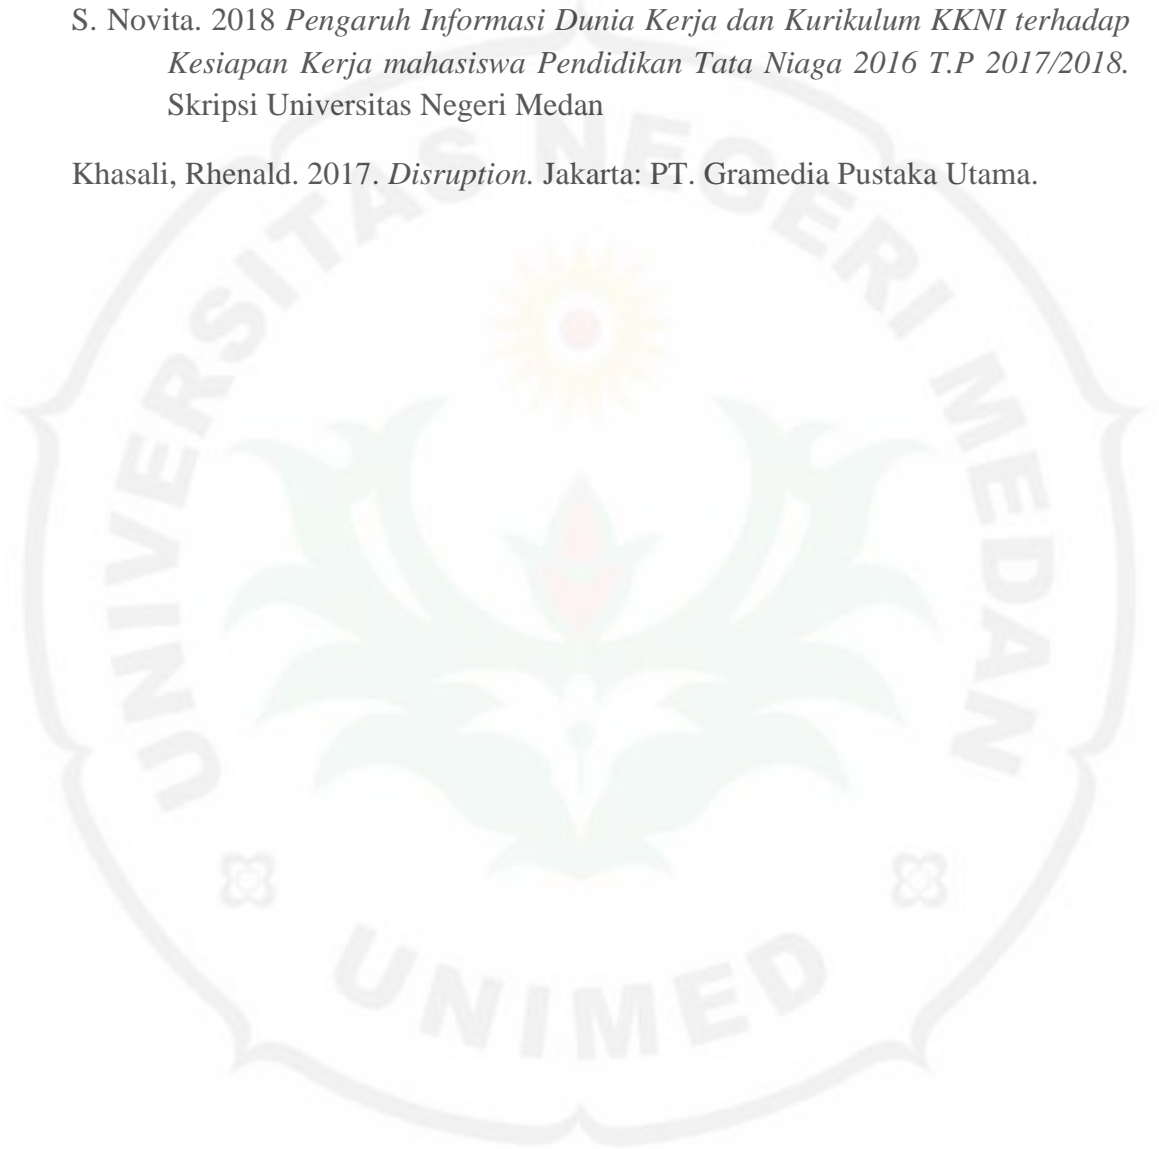 S. Novita. 2018 Pengaruh Informasi Dunia Kerja dan Kurikulum KKNI terhadap
Kesiapan Kerja mahasiswa Pendidikan Tata Niaga 2016 T.P 2017/2018.
Skripsi Universitas Negeri Medan
Khasali, Rhenald. 2017. Disruption. Jakarta: PT. Gramedia Pustaka Utama.
UNIVERSITAS NEGERI MEDAN
UNIMED